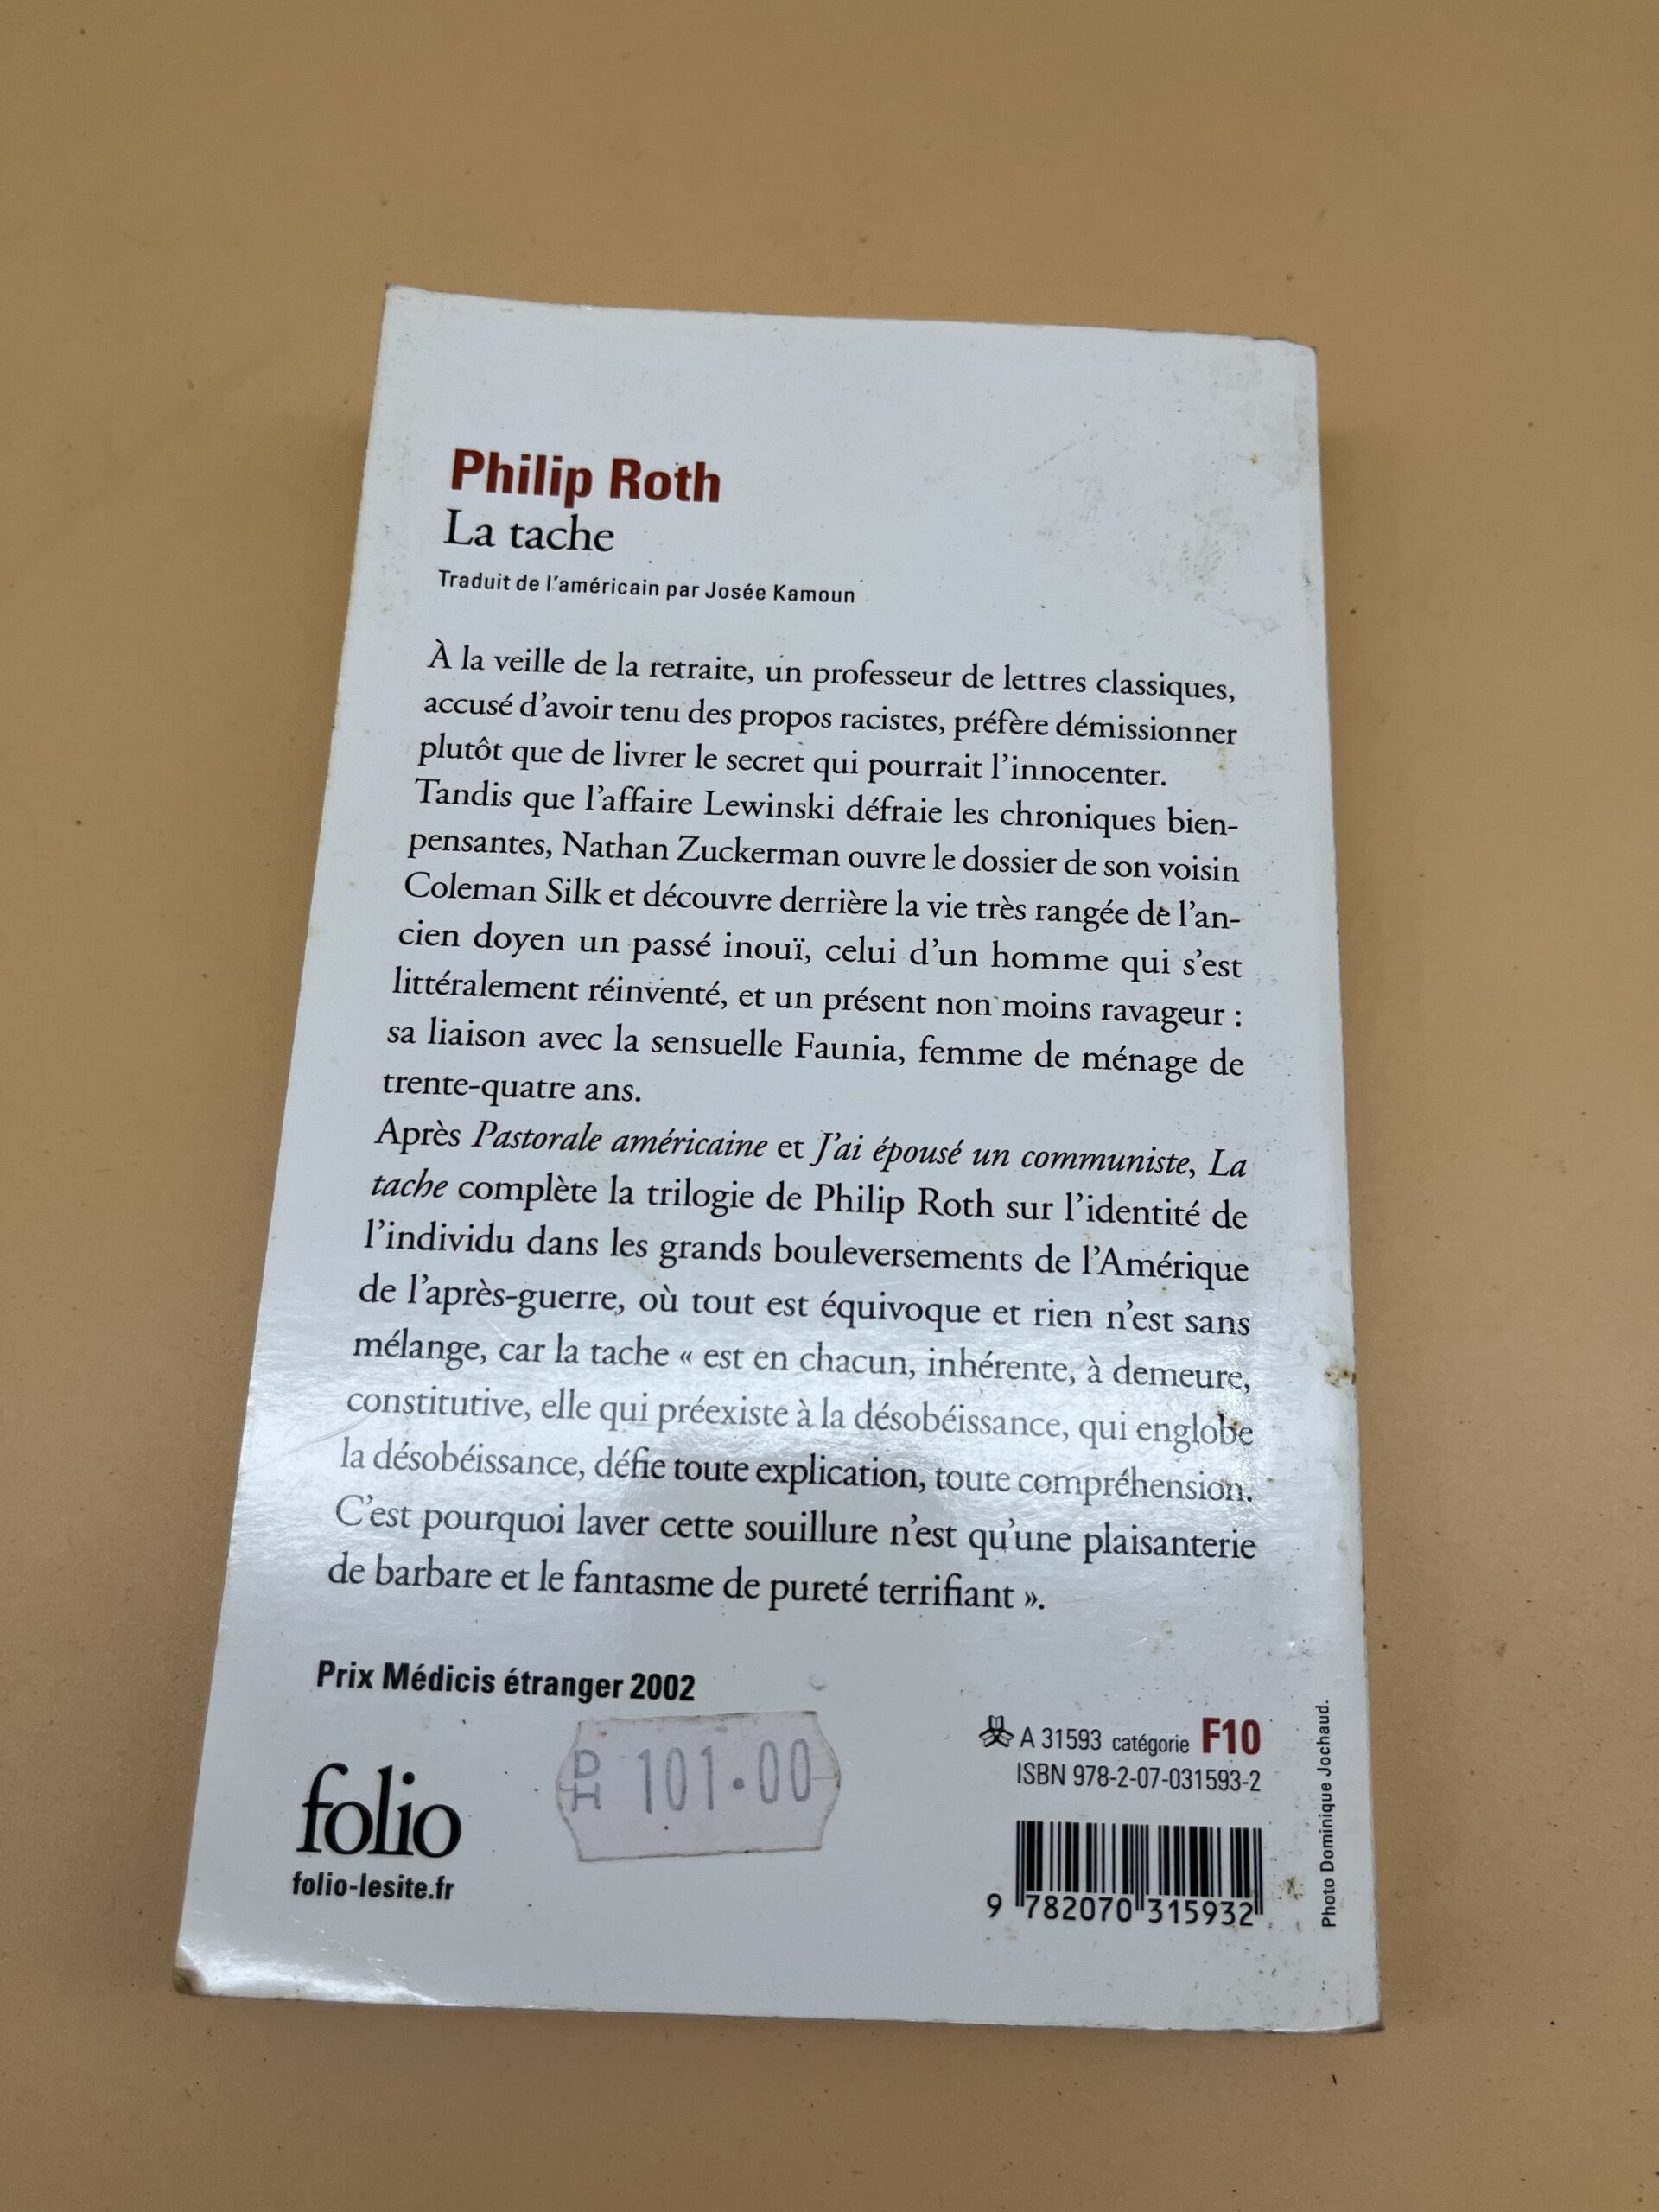 Philip Roth
La tache
Traduit de l'américain par Josée Kamoun
À la veille de la retraite, un professeur de lettres classiques,
accusé d'avoir tenu des propos racistes, préfère démissionner
plutôt que de livrer le secret qui pourrait l'innocenter.
Tandis que l'affaire Lewinski défraie les chroniques bien-
pensantes, Nathan Zuckerman ouvre le dossier de son voisin
Coleman Silk et découvre derrière la vie très rangée de l'an-
cien doyen un passé inouï, celui d'un homme qui s'est
littéralement réinventé, et un présent non moins ravageur :
sa liaison avec la sensuelle Faunia, femme de ménage de
trente-quatre ans.
Après Pastorale américaine et J'ai épousé un communiste, La
tache complète la trilogie de Philip Roth sur l'identité de
l'individu dans les grands bouleversements de l'Amérique
de l'après-guerre, où tout est équivoque et rien n'est sans
mélange, car la tache « est en chacun, inhérente, à demeure,
constitutive, elle qui préexiste à la désobéissance, qui englobe
la désobéissance, défie toute explication, toute compréhension.
C'est pourquoi laver cette souillure n'est qu'une plaisanterie
de barbare et le fantasme de pureté terrifiant ».
Prix Médicis étranger 2002
DH 101.00
folio
folio-lesite.fr
A 31593 catégorie F10
ISBN 978-2-07-031593-2
9 782070 315932
Photo Dominique Jochaud.